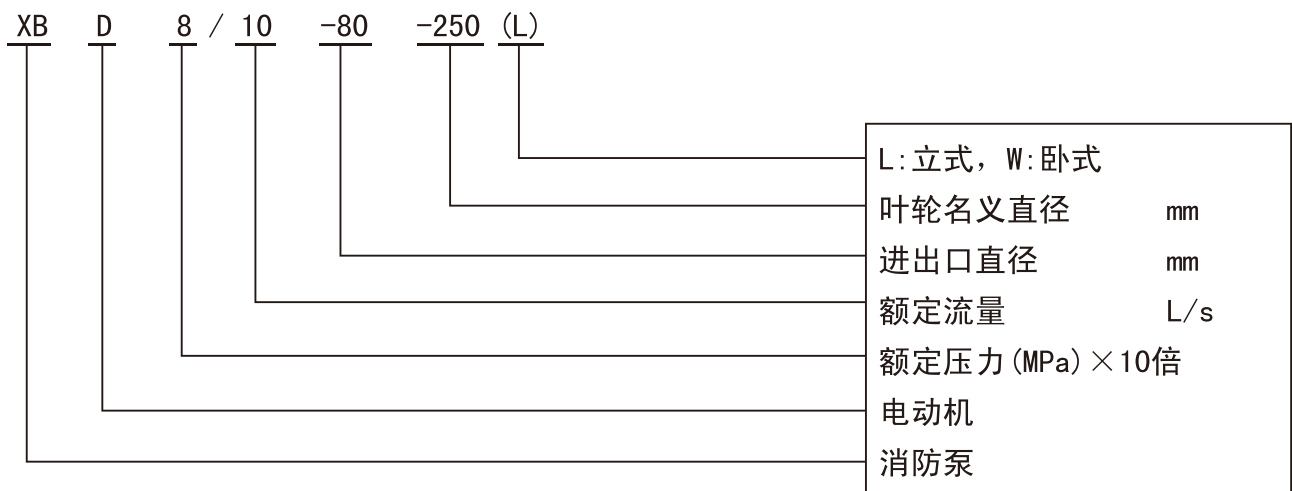 XB D 8 / 10 -80 -250 (L)
L:立式，W:卧式
叶轮名义直径 mm
进出口直径 mm
额定流量 L/s
额定压力(MPa)×10倍
电动机
消防泵